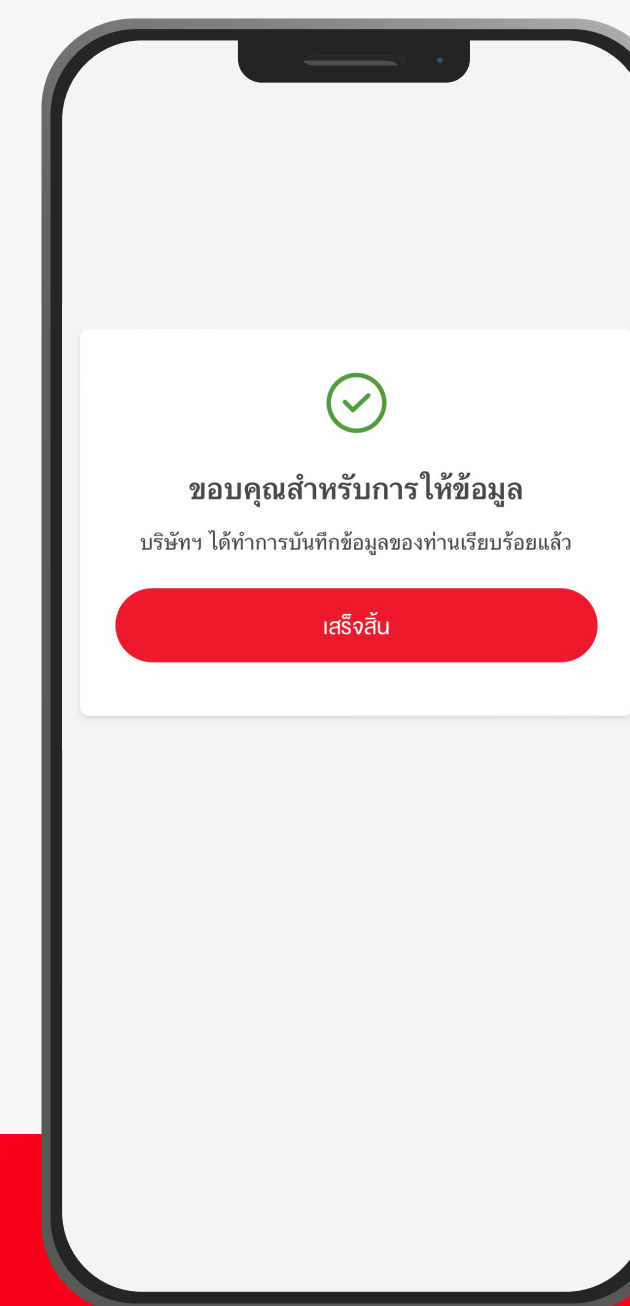 ขอบคุณสำหรับการให้ข้อมูล
บริษัทฯ ได้ทำการบันทึกข้อมูลของท่านเรียบร้อยแล้ว
เสร็จสิ้น